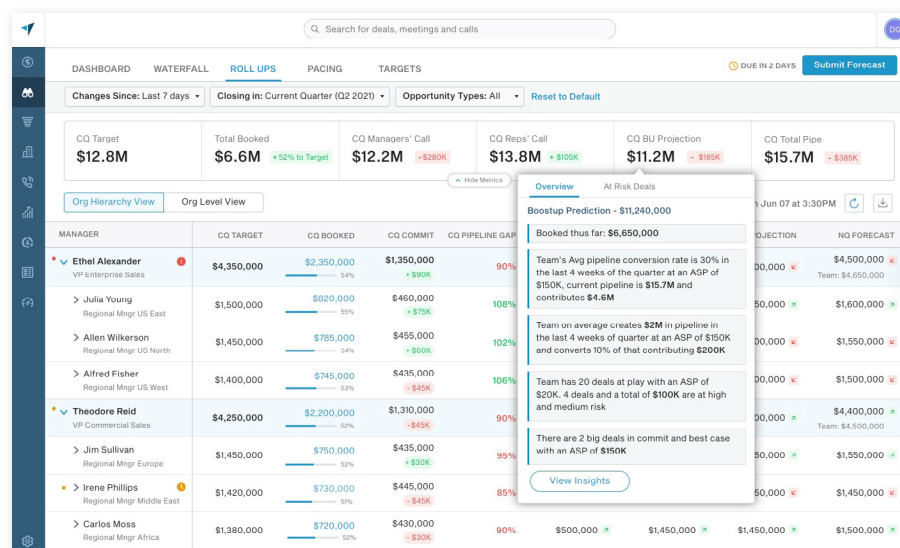 Search for deals, meetings and calls
DG
DASHBOARD WATERFALL ROLL UPS PACING TARGETS
DUE IN 2 DAYS Submit Forecast
Changes Since: Last 7 days Closing in: Current Quarter (Q2 2021) Opportunity Types: All Reset to Default
CQ Target Total Booked CQ Managers' Call CQ Reps' Call CQ BU Projection CQ Total Pipe
$12.8M $6.6M +52% to Target $12.2M -$280K $13.8M + $105K $11.2M - $185K $15.7M - $385K
Hide Metrics
Org Hierarchy View Org Level View
Jun 07 at 3:30PM
Overview At Risk Deals
Boostup Prediction - $11,240,000
Booked thus far: $6,650,000
Team's Avg pipeline conversion rate is 30% in
the last 4 weeks of the quarter at an ASP of
$150K, current pipeline is $15.7M and
contributes $4.6M
Team on average creates $2M in pipeline in
the last 4 weeks of quarter at an ASP of $150K
and converts 10% of that contributing $200K
Team has 20 deals at play with an ASP of
$20K. 4 deals and a total of $100K are at high
and medium risk
There are 2 big deals in commit and best case
with an ASP of $150K
View Insights
MANAGER CQ TARGET CQ BOOKED CQ COMMIT CQ PIPELINE GAP OJECTION NQ FORECAST
Ethel Alexander $4,350,000 $2,350,000 $1,350,000 90% 00,000 $4,500,000
VP Enterprise Sales 54% + $90K Team: $4,650,000
Julia Young $1,500,000 $820,000 $460,000 108% 50,000 $1,600,000
Regional Mngr US East 55% + $75K
Allen Wilkerson $1,450,000 $785,000 $455,000 102% 00,000 $1,550,000
Regional Mngr US North 54% + $60K
Alfred Fisher $1,400,000 $745,000 $435,000 106% 00,000 $1,500,000
Regional Mngr US West 53% - $45K
Theodore Reid $4,250,000 $2,200,000 $1,310,000 90% 00,000 $4,400,000
VP Commercial Sales 52% -$45K Team: $4,500,000
Jim Sullivan $1,450,000 $750,000 $435,000 95% 50,000 $1,550,000
Regional Mngr Europe 52% + $30K
Irene Phillips $1,420,000 $730,000 $445,000 85% 50,000 $1,450,000
Regional Mngr Middle East 51% - $45K
Carlos Moss $1,380,000 $720,000 $430,000 90% $500,000 $1,450,000 $1,450,000 $1,500,000
Regional Mngr Africa 52% - $30K